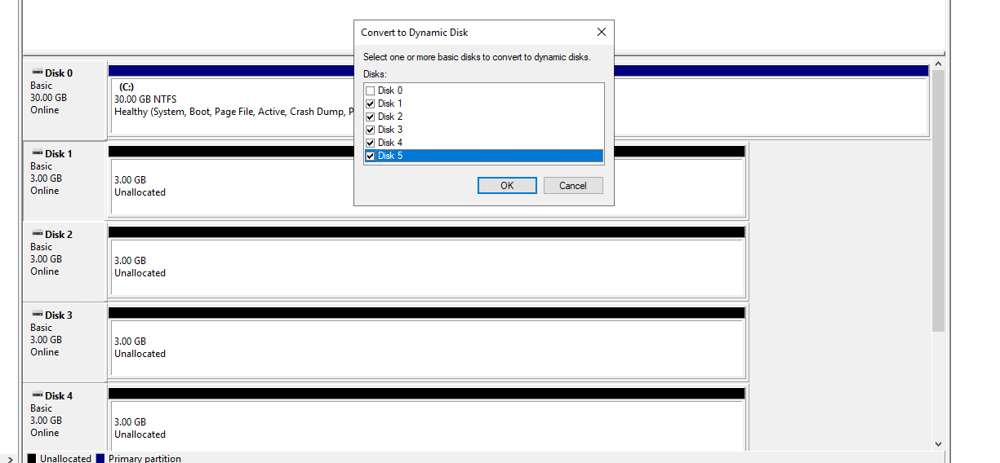 Convert to Dynamic Disk
Select one or more basic disks to convert to dynamic disks.
Disks:
Disk 0
Disk 1
Disk 2
Disk 3
Disk 4
Disk 5
OK
Cancel
Disk 0
Basic
30.00 GB
Online
(C:)
30.00 GB NTFS
Healthy (System, Boot, Page File, Active, Crash Dump, P
Disk 1
Basic
3.00 GB
Online
3.00 GB
Unallocated
Disk 2
Basic
3.00 GB
Online
3.00 GB
Unallocated
Disk 3
Basic
3.00 GB
Online
3.00 GB
Unallocated
Disk 4
Basic
3.00 GB
Online
3.00 GB
Unallocated
Unallocated
Primary partition